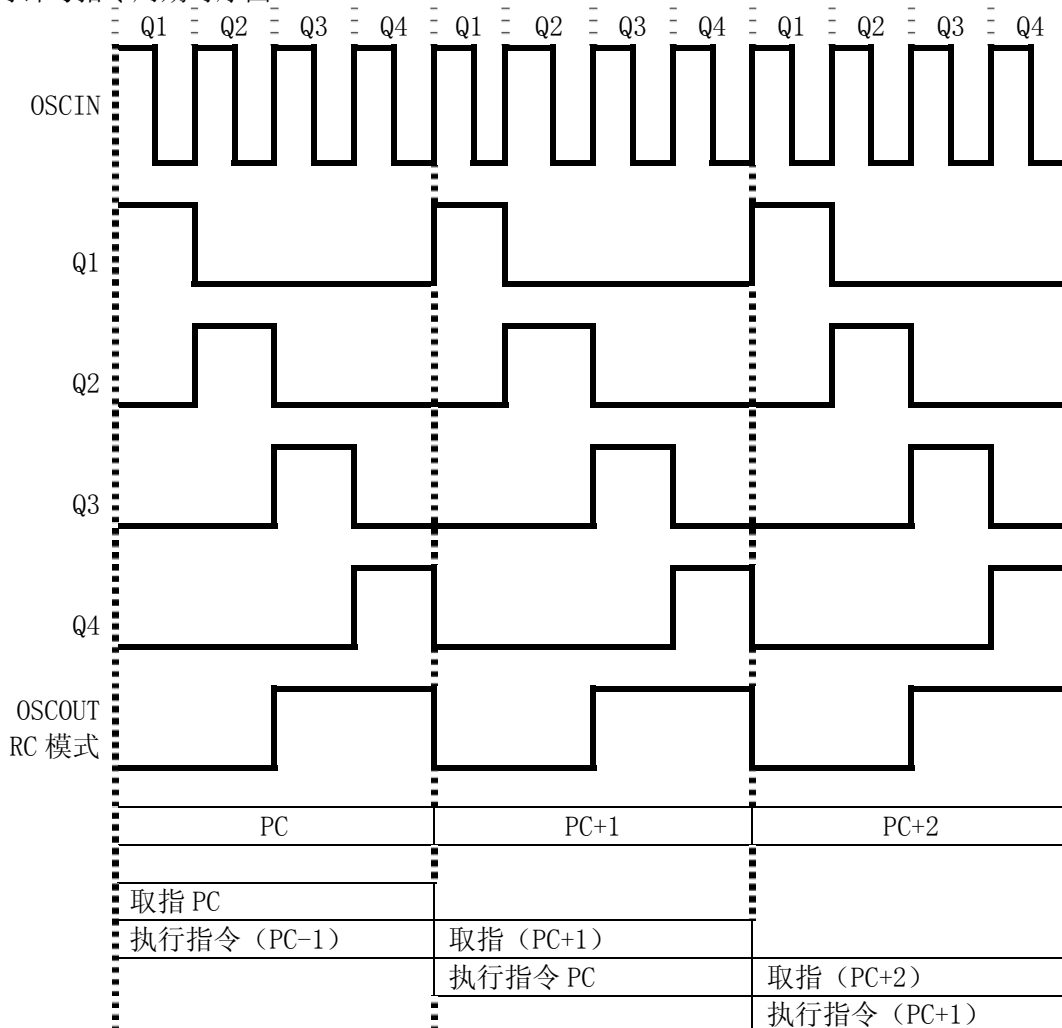 Q1 Q2 Q3 Q4 Q1 Q2 Q3 Q4 Q1 Q2 Q3 Q4
OSCIN
Q1
Q2
Q3
Q4
OSCOUT
RC 模式
PC PC+1 PC+2
取指 PC
执行指令（PC-1） 取指（PC+1）
执行指令 PC 取指（PC+2）
执行指令（PC+1）